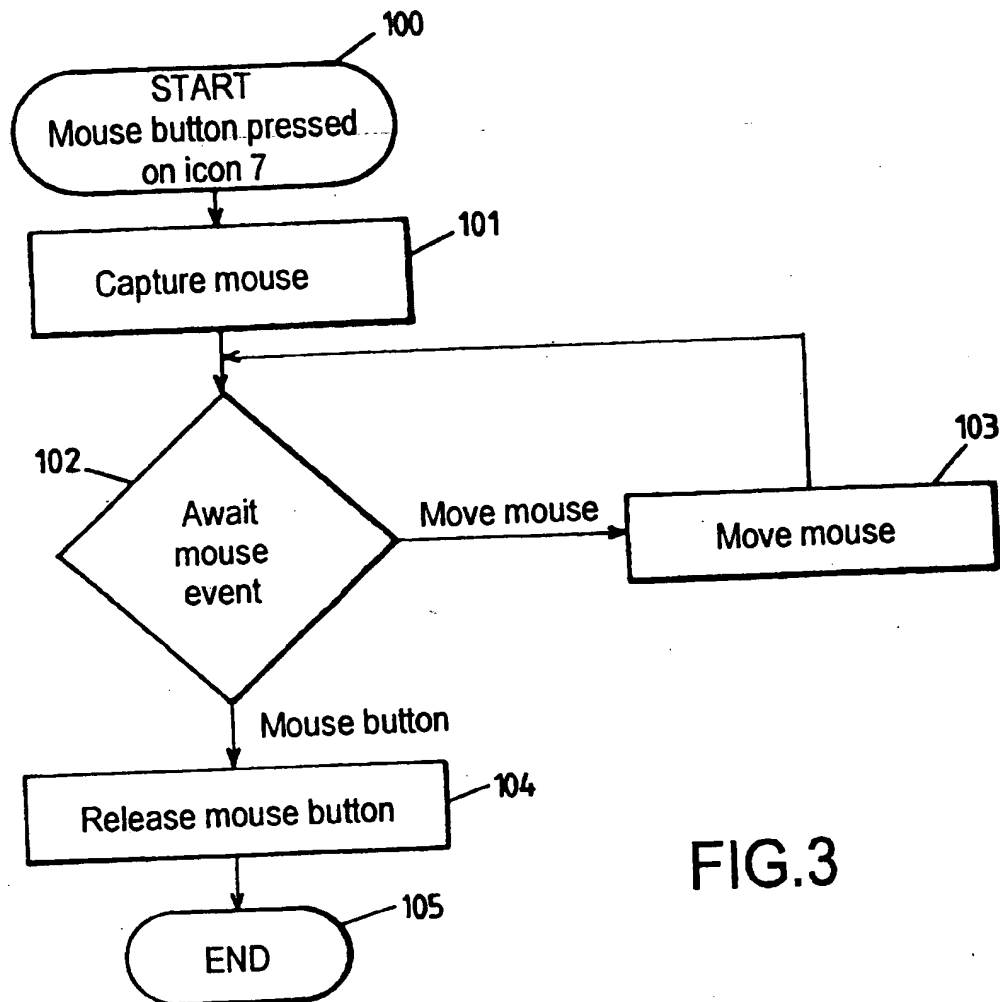 100
START
Mouse button pressed
on icon 7
101
Capture mouse
102
Await
mouse
event
Move mouse
103
Move mouse
Mouse button
Release mouse button
104
END
105
FIG.3